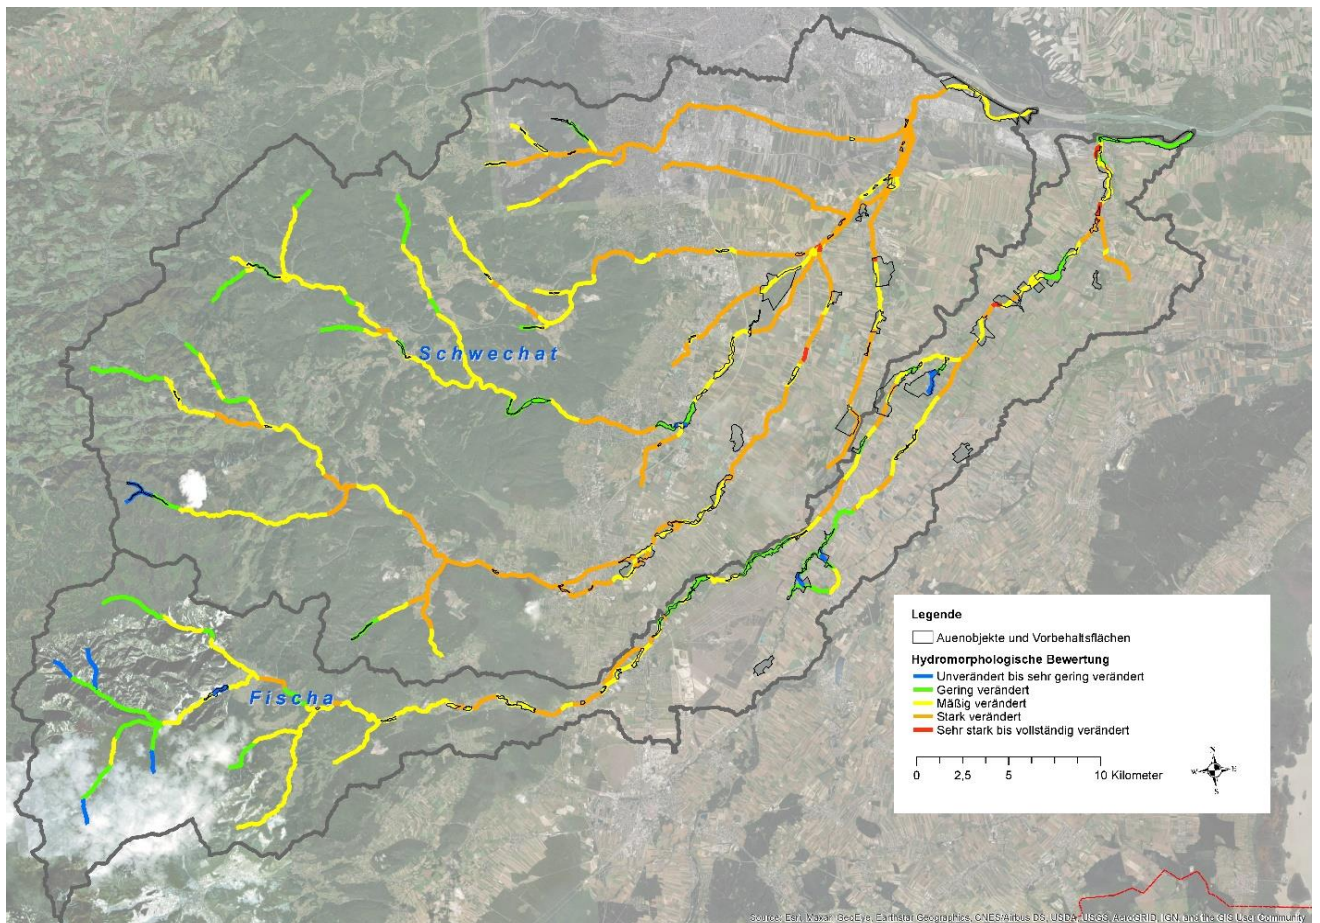 Schwechat
Fischa
Legende
Auenobjekte und Vorbehaltsflächen
Hydromorphologische Bewertung
Unverändert bis sehr gering verändert
Gering verändert
Mäßig verändert
Stark verändert
Sehr stark bis vollständig verändert
0 2,5 5 10 Kilometer
N
W E
S
Source: Esri, Maxar, GeoEye, Earthstar Geographics, CNES/Airbus DS, USDA, USGS, AeroGRID, IGN, and the GIS User Community